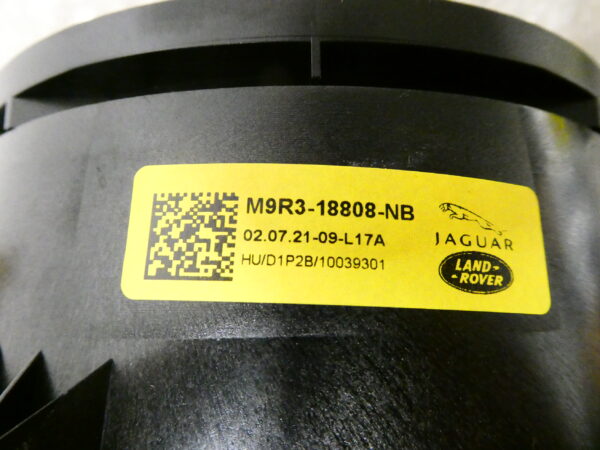 M9R3-18808-NB
02.07.21-09-L17A
HU/D1P2B/10039301
JAGUAR
LAND-
ROVER